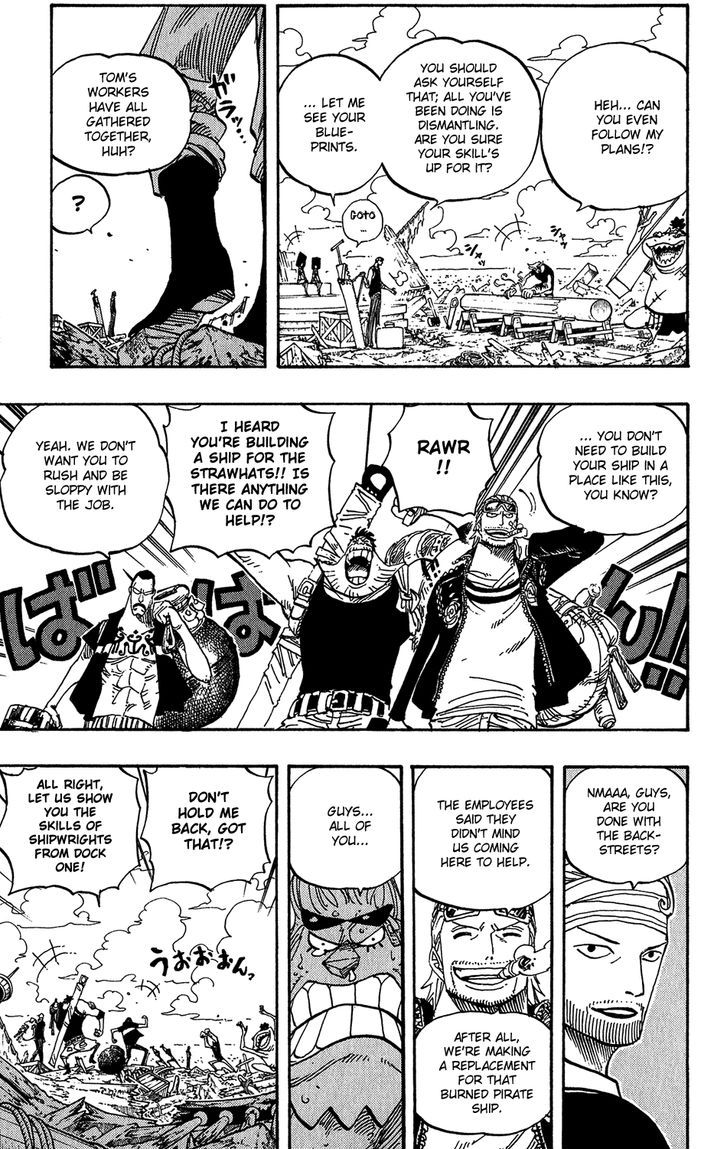 HEH... CAN
YOU EVEN
FOLLOW MY
PLANS!?
YOU SHOULD
ASK YOURSELF
THAT; ALL YOU'VE
BEEN DOING IS
DISMANTLING.
ARE YOU SURE
YOUR SKILL'S
UP FOR IT?
... LET ME
SEE YOUR
BLUE-
PRINTS.
GOTO
...
TOM'S
WORKERS
HAVE ALL
GATHERED
TOGETHER,
HUH?
?
... YOU DON'T
NEED TO BUILD
YOUR SHIP IN A
PLACE LIKE THIS,
YOU KNOW?
RAWR
!!
I HEARD
YOU'RE BUILDING
A SHIP FOR THE
STRAWHATS!! IS
THERE ANYTHING
WE CAN DO TO
HELP!?
YEAH. WE DON'T
WANT YOU TO
RUSH AND BE
SLOPPY WITH
THE JOB.
ばばん!!
NMAAA, GUYS,
ARE YOU
DONE WITH
THE BACK-
STREETS?
THE EMPLOYEES
SAID THEY
DIDN'T MIND
US COMING
HERE TO HELP.
AFTER ALL,
WE'RE MAKING
A REPLACEMENT
FOR THAT
BURNED PIRATE
SHIP.
GUYS...
ALL OF
YOU...
DON'T
HOLD ME
BACK, GOT
THAT!?
ALL RIGHT,
LET US SHOW
YOU THE
SKILLS OF
SHIPWRIGHTS
FROM DOCK
ONE!
うおおおんっ